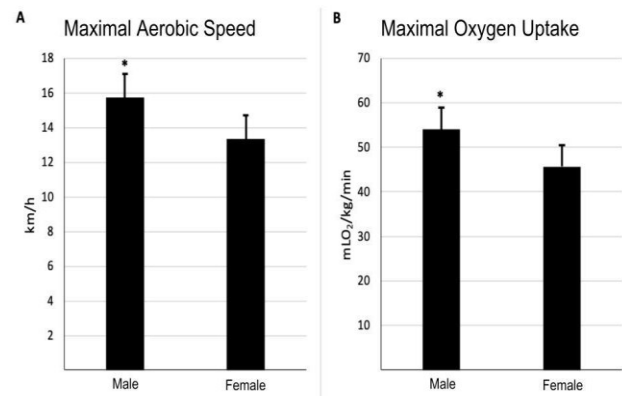 A
Maximal Aerobic Speed
18
16
14
12
10
8
6
4
2
km/h
*
Male
Female
B
Maximal Oxygen Uptake
70
60
50
40
30
20
10
mLO₂/kg/min
*
Male
Female